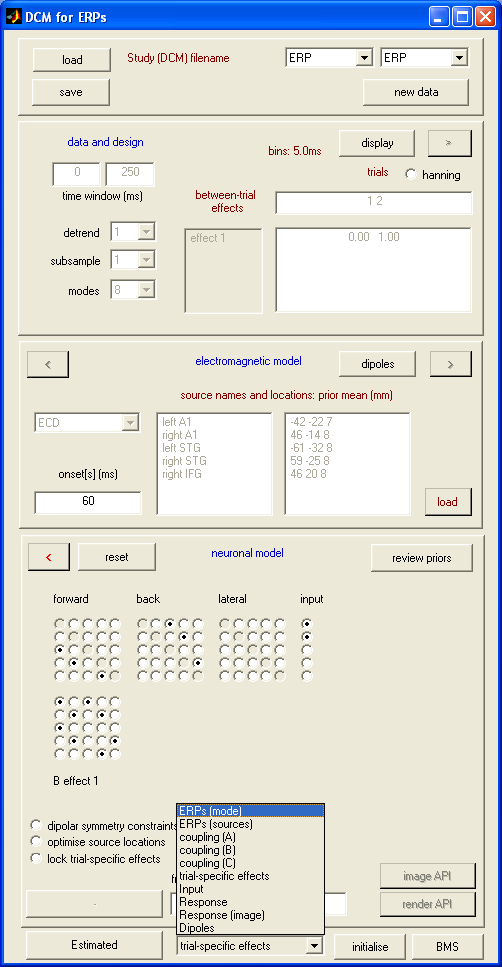 DCM for ERPs
load
Study (DCM) filename
ERP
ERP
save
new data
data and design
bins: 5.0ms
display
»
trials
hanning
0
250
time window (ms)
between-trial
effects
1 2
detrend
1
subsample
1
modes
8
effect 1
0.00 1.00
<
electromagnetic model
dipoles
>
source names and locations: prior mean (mm)
ECD
left A1
right A1
left STG
right STG
right IFG
-42 -22 7
46 -14 8
-61 -32 8
59 -25 8
46 20 8
onset[s] (ms)
60
load
<
reset
neuronal model
review priors
forward
back
lateral
input
B effect 1
dipolar symmetry constraints
optimise source locations
lock trial-specific effects
ERPs (mode)
ERPs (sources)
coupling (A)
coupling (B)
coupling (C)
trial-specific effects
Input
Response
Response (image)
Dipoles
-
image API
render API
Estimated
trial-specific effects
initialise
BMS